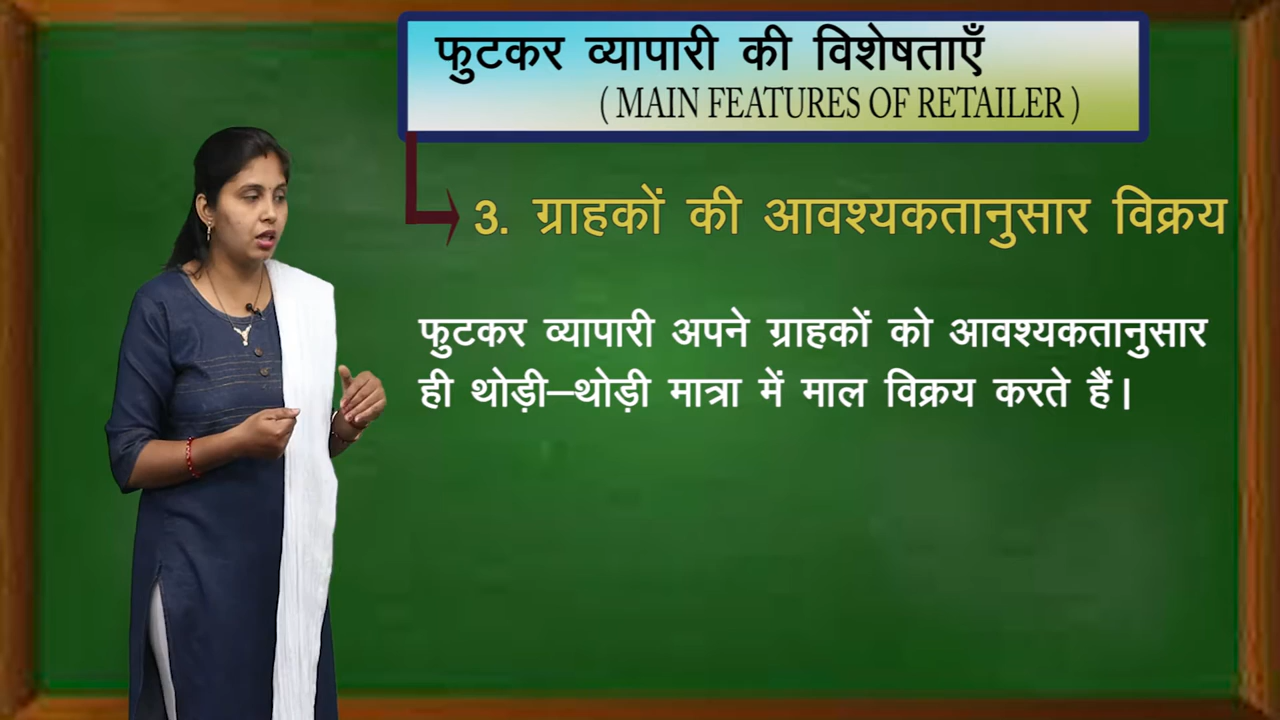 फुटकर व्यापारी की विशेषताएँ
( MAIN FEATURES OF RETAILER )
3. ग्राहकों की आवश्यकतानुसार विक्रय
फुटकर व्यापारी अपने ग्राहकों को आवश्यकतानुसार
ही थोड़ी–थोड़ी मात्रा में माल विक्रय करते हैं।